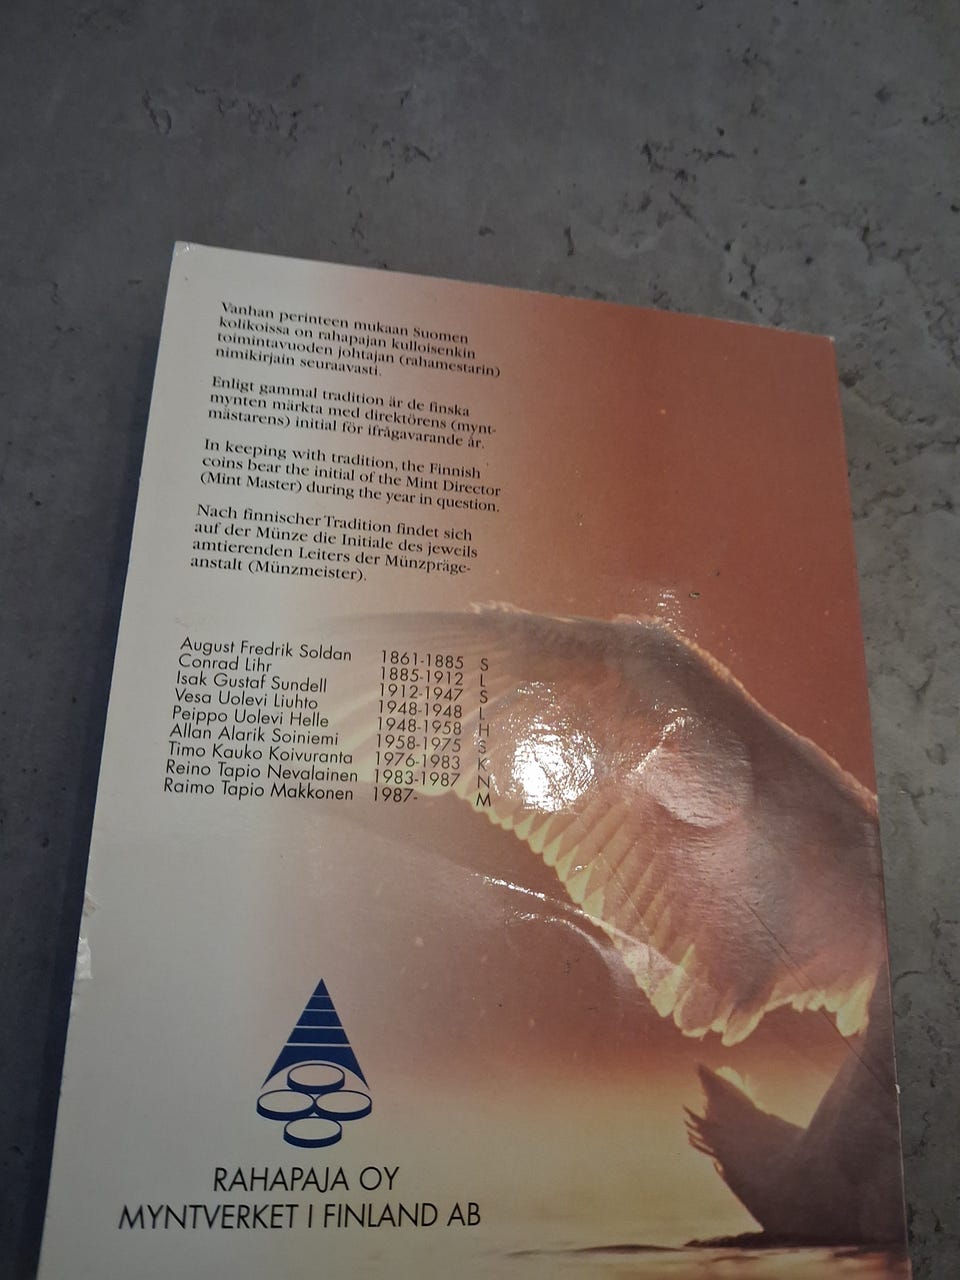 Vanhan perinteen mukaan Suomen
kolikoissa on rahapajan kulloisenkin
toimintavuoden johtajan (rahamestarin)
nimikirjain seuraavasti.
Enligt gammal tradition är de finska
mynten märkta med direktörens (mynt-
mästarens) initial för ifrågavarande år.
In keeping with tradition, the Finnish
coins bear the initial of the Mint Director
(Mint Master) during the year in question.
Nach finnischer Tradition findet sich
auf der Münze die Initiale des jeweils
amtierenden Leiters der Münzpräge-
anstalt (Münzmeister).
August Fredrik Soldan 1861-1885 S
Conrad Lihr 1885-1912 L
Isak Gustaf Sundell 1912-1947 S
Vesa Uolevi Liuhto 1948-1948 L
Peippo Uolevi Helle 1948-1958 H
Allan Alarik Soiniemi 1958-1975 S
Timo Kauko Koivuranta 1976-1983 K
Reino Tapio Nevalainen 1983-1987 N
Raimo Tapio Makkonen 1987- M
RAHAPAJA OY
MYNTVERKET I FINLAND AB